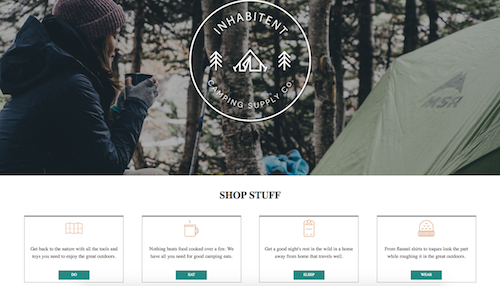 INHABITENT
CAMPING SUPPLY CO.
MSR
SHOP STUFF
Get back to the nature with all the tools and
toys you need to enjoy the great outdoors.
DO
Nothing beats food cooked over a fire. We
have all you need for good camping eats.
EAT
Get a good night's rest in the wild in a home
away from home that travels well.
SLEEP
From flannel shirts to toques look the part
while roughing it in the great outdoors.
WEAR